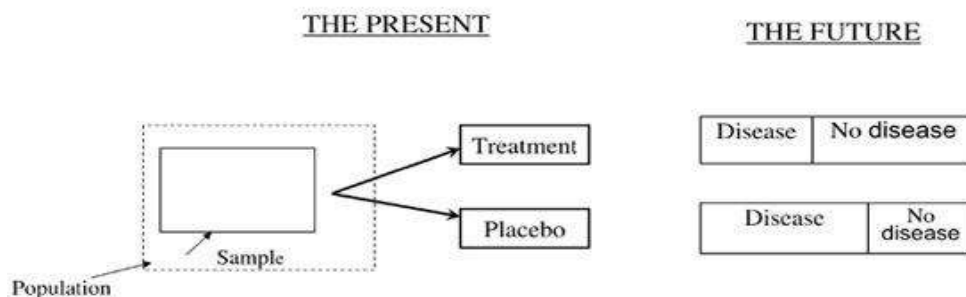 THE PRESENT
THE FUTURE
Treatment
Disease
No disease
Placebo
Disease
No
disease
Sample
Population